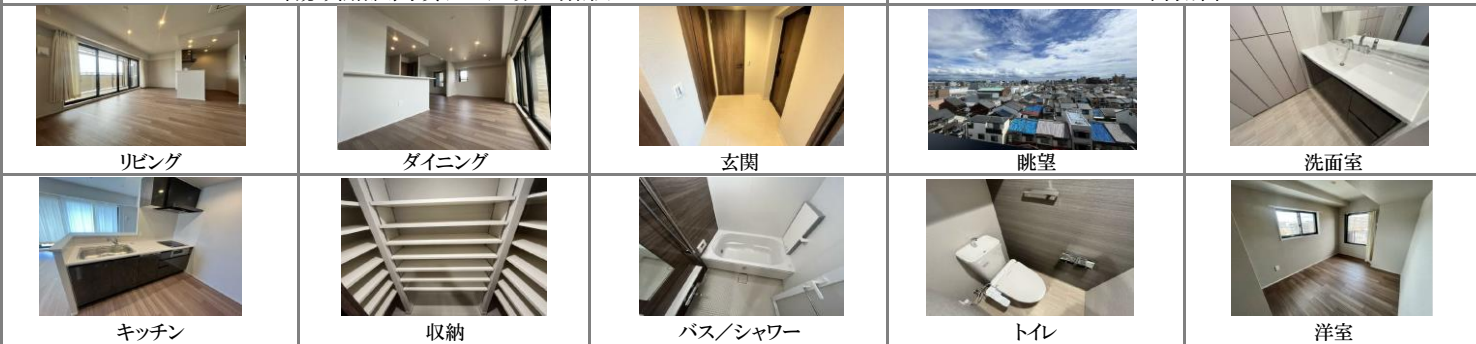 リビング
ダイニング
玄関
眺望
洗面室
キッチン
収納
バス／シャワー
トイレ
洋室